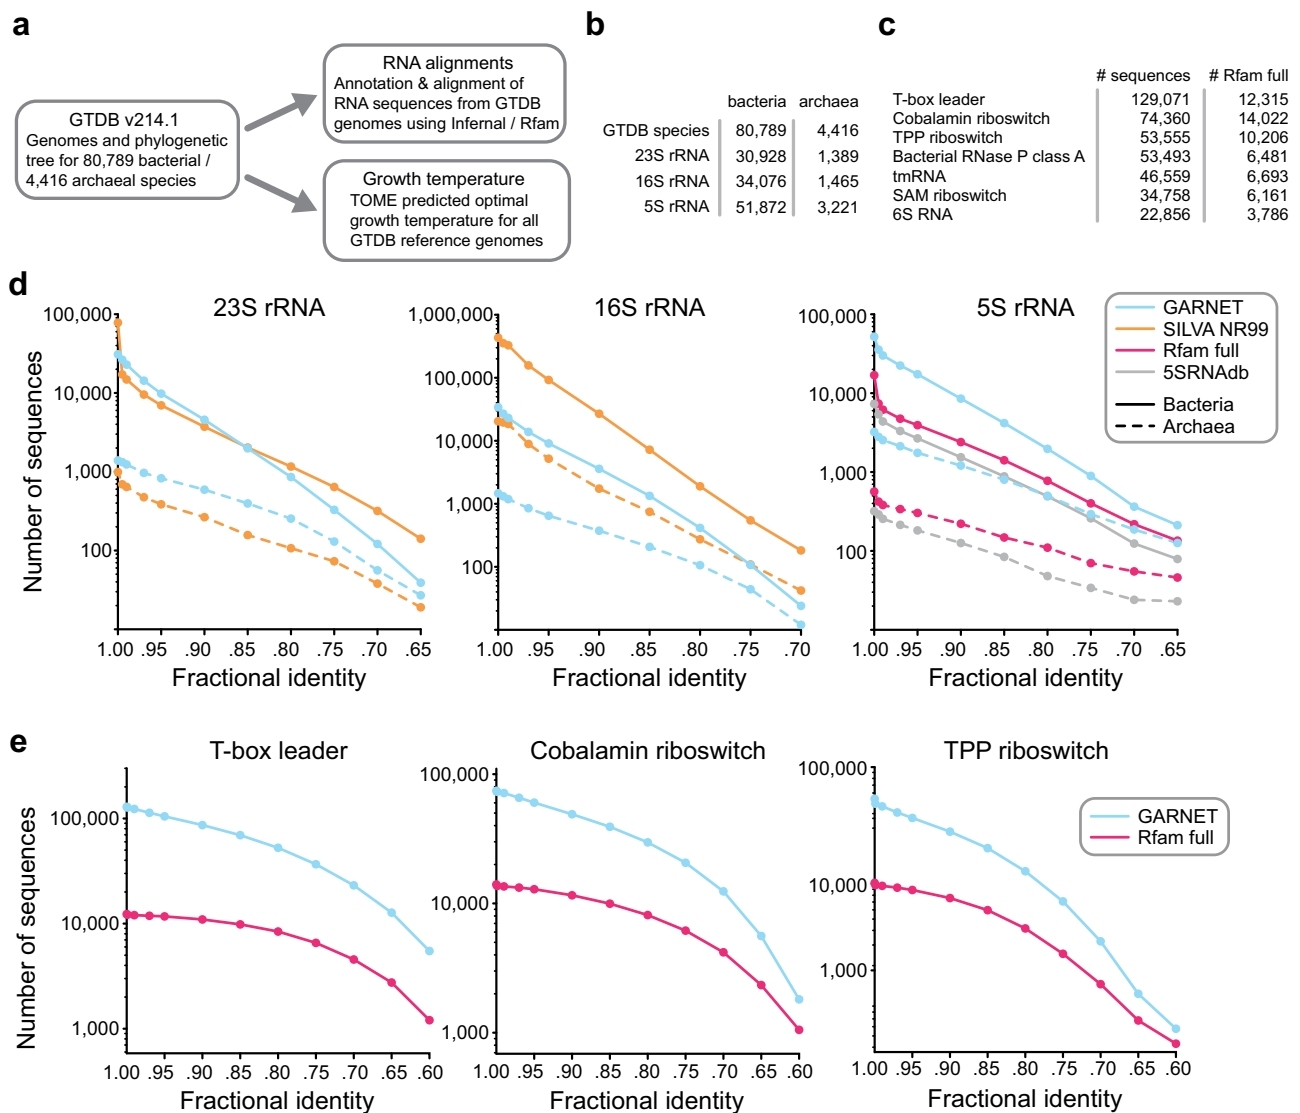 a
GTDB v214.1
Genomes and phylogenetic
tree for 80,789 bacterial /
4,416 archaeal species
RNA alignments
Annotation & alignment of
RNA sequences from GTDB
genomes using Infernal / Rfam
Growth temperature
TOME predicted optimal
growth temperature for all
GTDB reference genomes
b
bacteria archaea
GTDB species 80,789 4,416
23S rRNA 30,928 1,389
16S rRNA 34,076 1,465
5S rRNA 51,872 3,221
c
# sequences # Rfam full
T-box leader 129,071 12,315
Cobalamin riboswitch 74,360 14,022
TPP riboswitch 53,555 10,206
Bacterial RNase P class A 53,493 6,481
tmRNA 46,559 6,693
SAM riboswitch 34,758 6,161
6S RNA 22,856 3,786
d
23S rRNA
Number of sequences
100,000
10,000
1,000
100
1.00 .95 .90 .85 .80 .75 .70 .65
Fractional identity
16S rRNA
1,000,000
100,000
10,000
1,000
100
1.00 .95 .90 .85 .80 .75 .70
Fractional identity
5S rRNA
100,000
10,000
1,000
100
1.00 .95 .90 .85 .80 .75 .70 .65
Fractional identity
GARNET
SILVA NR99
Rfam full
5SRNAdb
Bacteria
Archaea
e
T-box leader
Number of sequences
100,000
10,000
1,000
1.00 .95 .90 .85 .80 .75 .70 .65 .60
Fractional identity
Cobalamin riboswitch
100,000
10,000
1,000
1.00 .95 .90 .85 .80 .75 .70 .65 .60
Fractional identity
TPP riboswitch
100,000
10,000
1,000
1.00 .95 .90 .85 .80 .75 .70 .65 .60
Fractional identity
GARNET
Rfam full